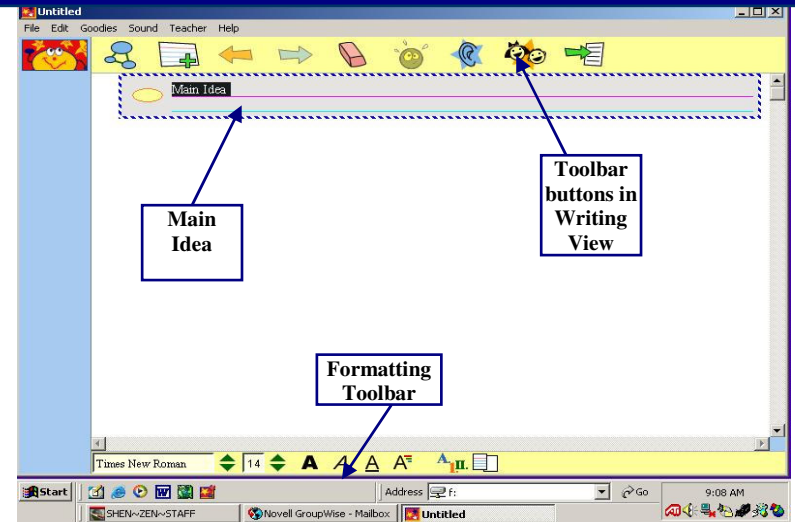 Untitled
File Edit Goodies Sound Teacher Help
Main Idea
Toolbar
buttons in
Writing
View
Main
Idea
Formatting
Toolbar
Times New Roman 14 A A A A A1II.
Start Address f: Go 9:08 AM
SHEN~ZEN~STAFF Novell GroupWise - Mailbox Untitled